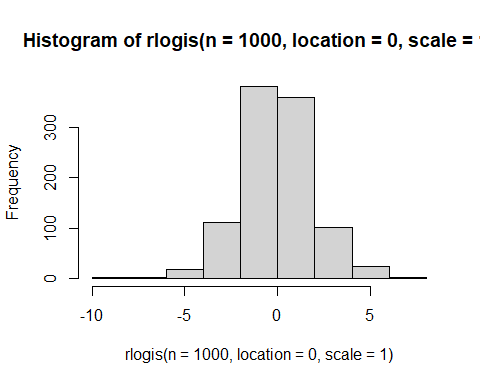 Histogram of rlogis(n = 1000, location = 0, scale =
Frequency
300
200
100
0
-10 -5 0 5
rlogis(n = 1000, location = 0, scale = 1)